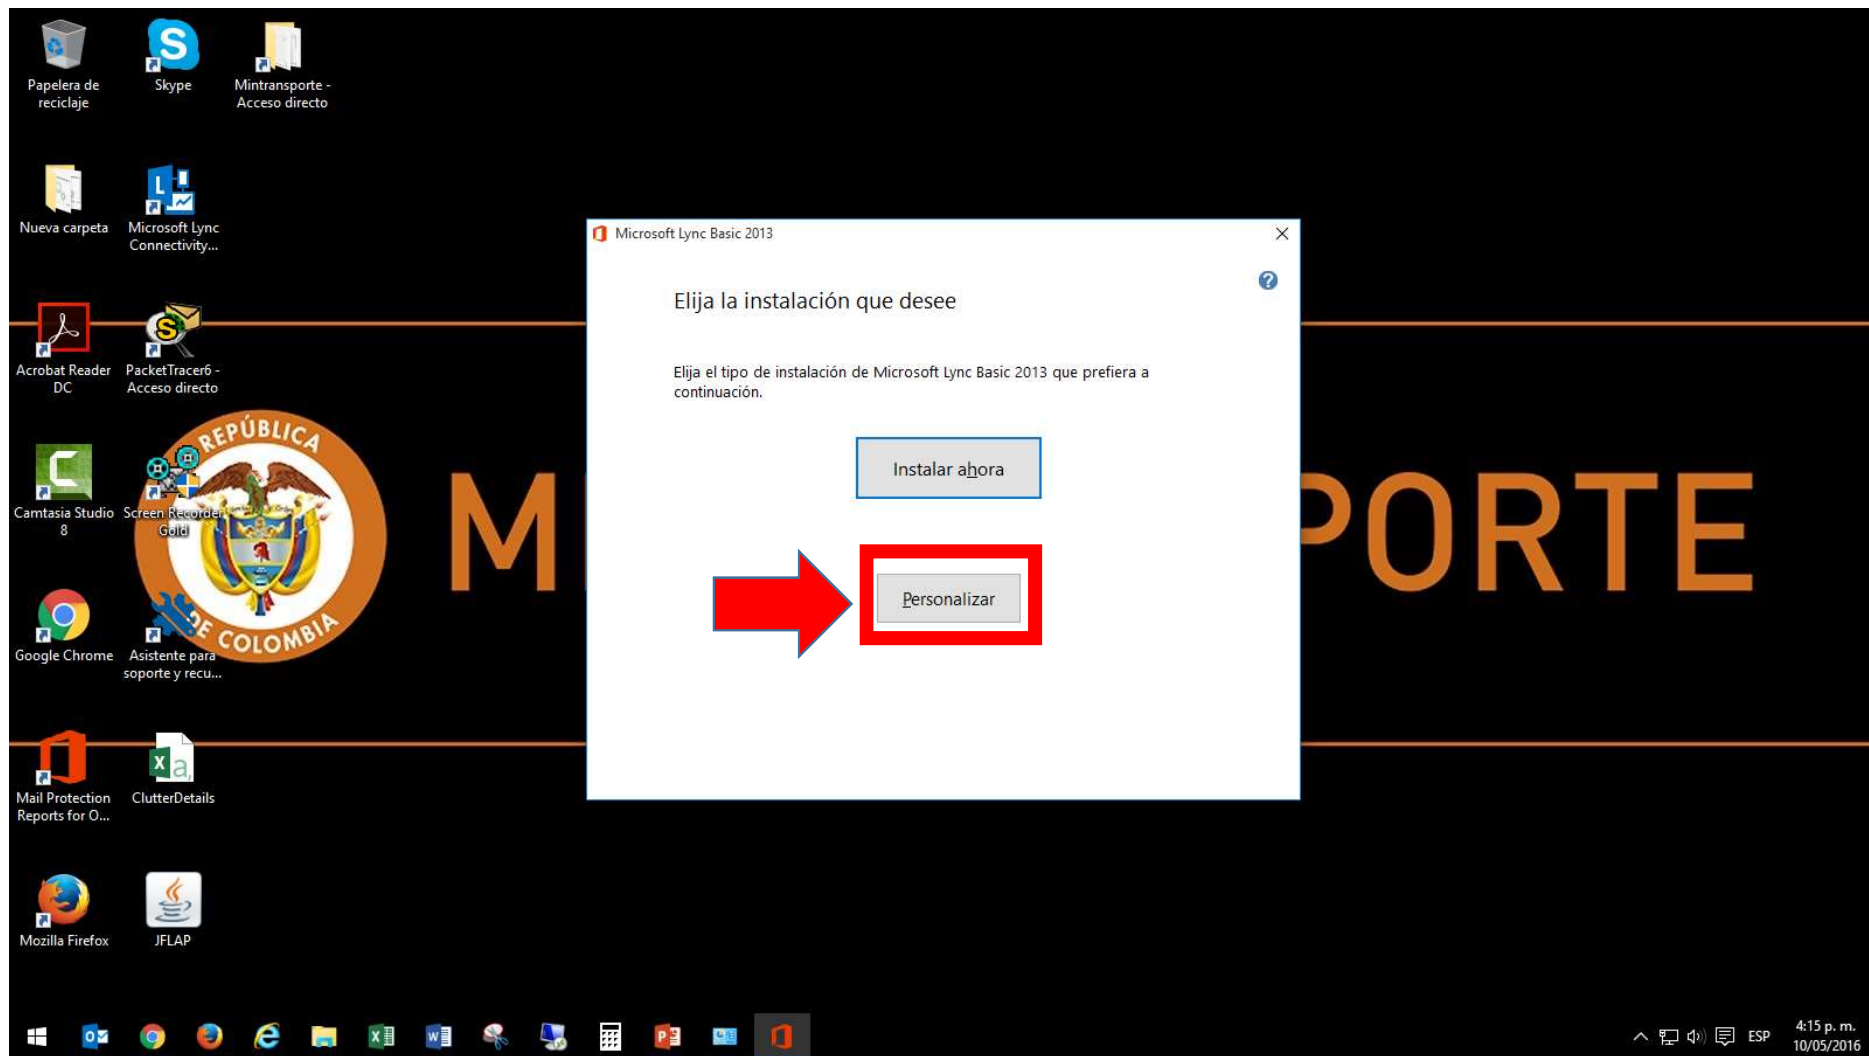 Papelera de
reciclaje
Skype
Mintransporte -
Acceso directo
Nueva carpeta
Microsoft Lync
Connectivity...
Microsoft Lync Basic 2013
Elija la instalación que desee
Acrobat Reader
DC
PacketTracer6 -
Acceso directo
Elija el tipo de instalación de Microsoft Lync Basic 2013 que prefiera a
continuación.
REPÚBLICA
DE COLOMBIA
Camtasia Studio
8
Screen Recorder
Gold
M
PORTE
Instalar ahora
Personalizar
Google Chrome
Asistente para
soporte y recu...
Mail Protection
Reports for O...
ClutterDetails
Mozilla Firefox
JFLAP
ESP
4:15 p. m.
10/05/2016